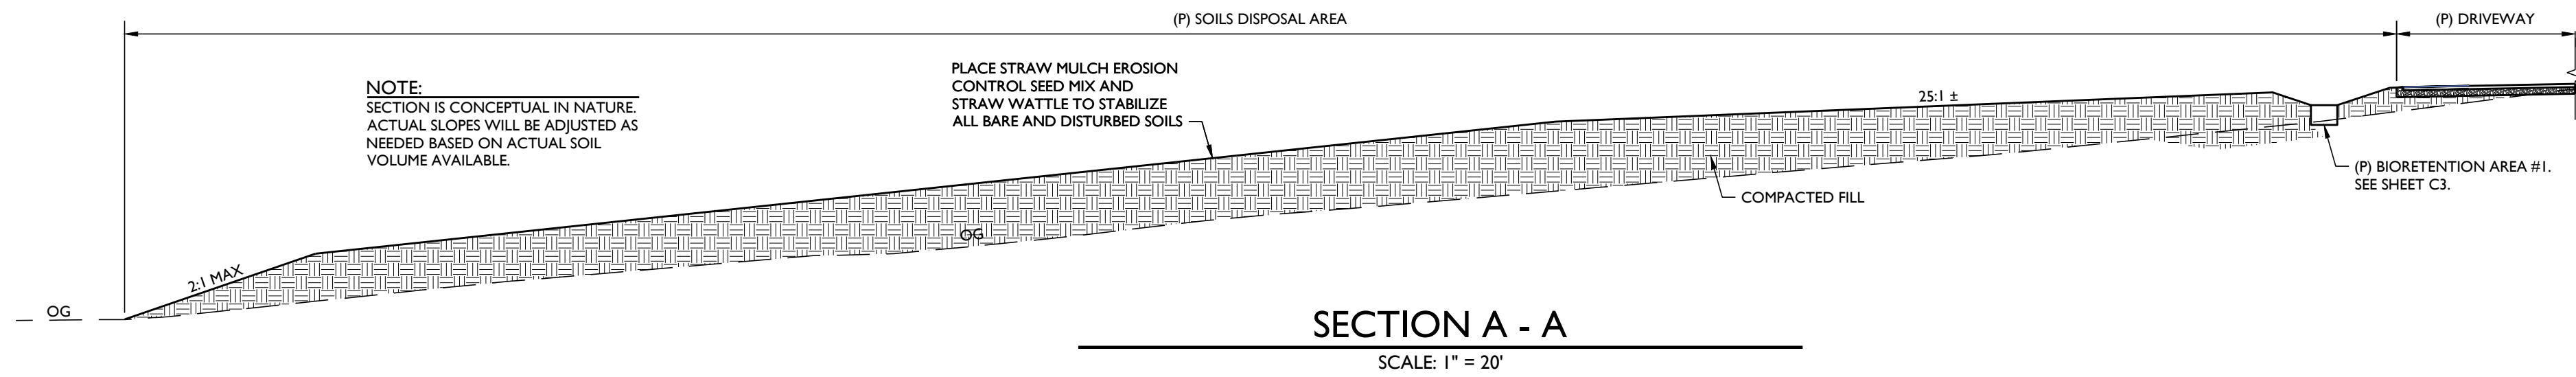 (P) SOILS DISPOSAL AREA
(P) DRIVEWAY
NOTE:
SECTION IS CONCEPTUAL IN NATURE.
ACTUAL SLOPES WILL BE ADJUSTED AS
NEEDED BASED ON ACTUAL SOIL
VOLUME AVAILABLE.
PLACE STRAW MULCH EROSION
CONTROL SEED MIX AND
STRAW WATTLE TO STABILIZE
ALL BARE AND DISTURBED SOILS
25:1 ±
(P) BIORETENTION AREA #1.
SEE SHEET C3.
COMPACTED FILL
OG
2:1 MAX
OG
SECTION A - A
SCALE: 1" = 20'